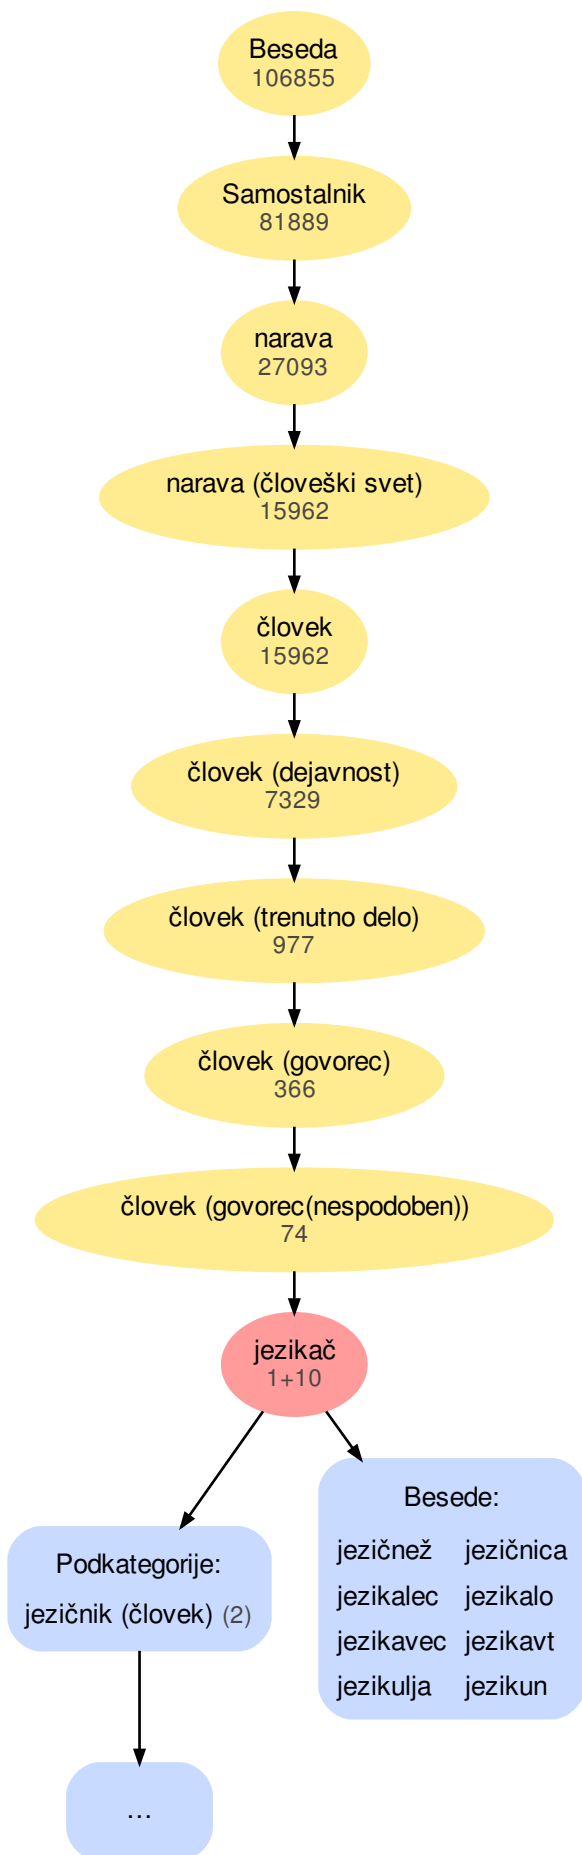 Beseda
106855
Samostalnik
81889
narava
27093
narava (človeški svet)
15962
človek
15962
človek (dejavnost)
7329
človek (trenutno delo)
977
človek (govorec)
366
človek (govorec(nespodoben))
74
jezikač
1+10
Podkategorije:
jezičnik (človek) (2)
...
Besede:
jezičnež jezičnica
jezikalec jezikalo
jezikavec jezikavt
jezikulja jezikun